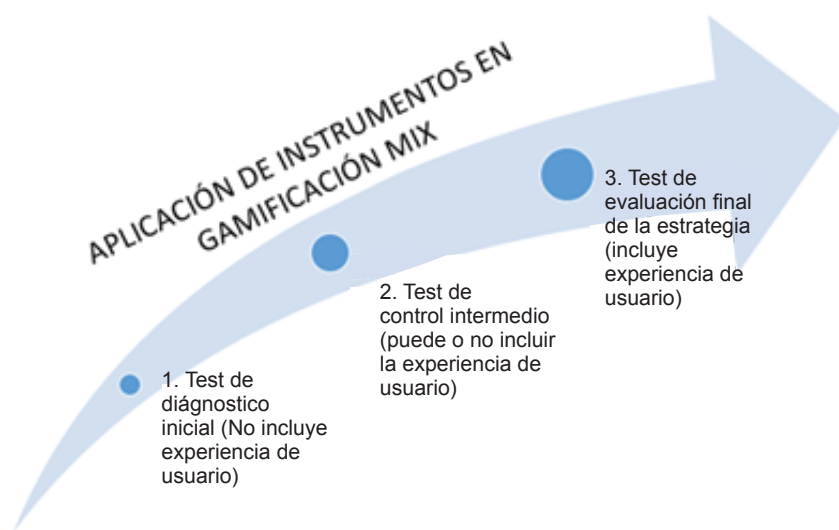 APLICACIÓN DE INSTRUMENTOS EN
GAMIFICACIÓN MIX
1. Test de
diágnostico
inicial (No incluye
experiencia de
usuario)
2. Test de
control intermedio
(puede o no incluir
la experiencia de
usuario)
3. Test de
evaluación final
de la estrategia
(incluye
experiencia de
usuario)